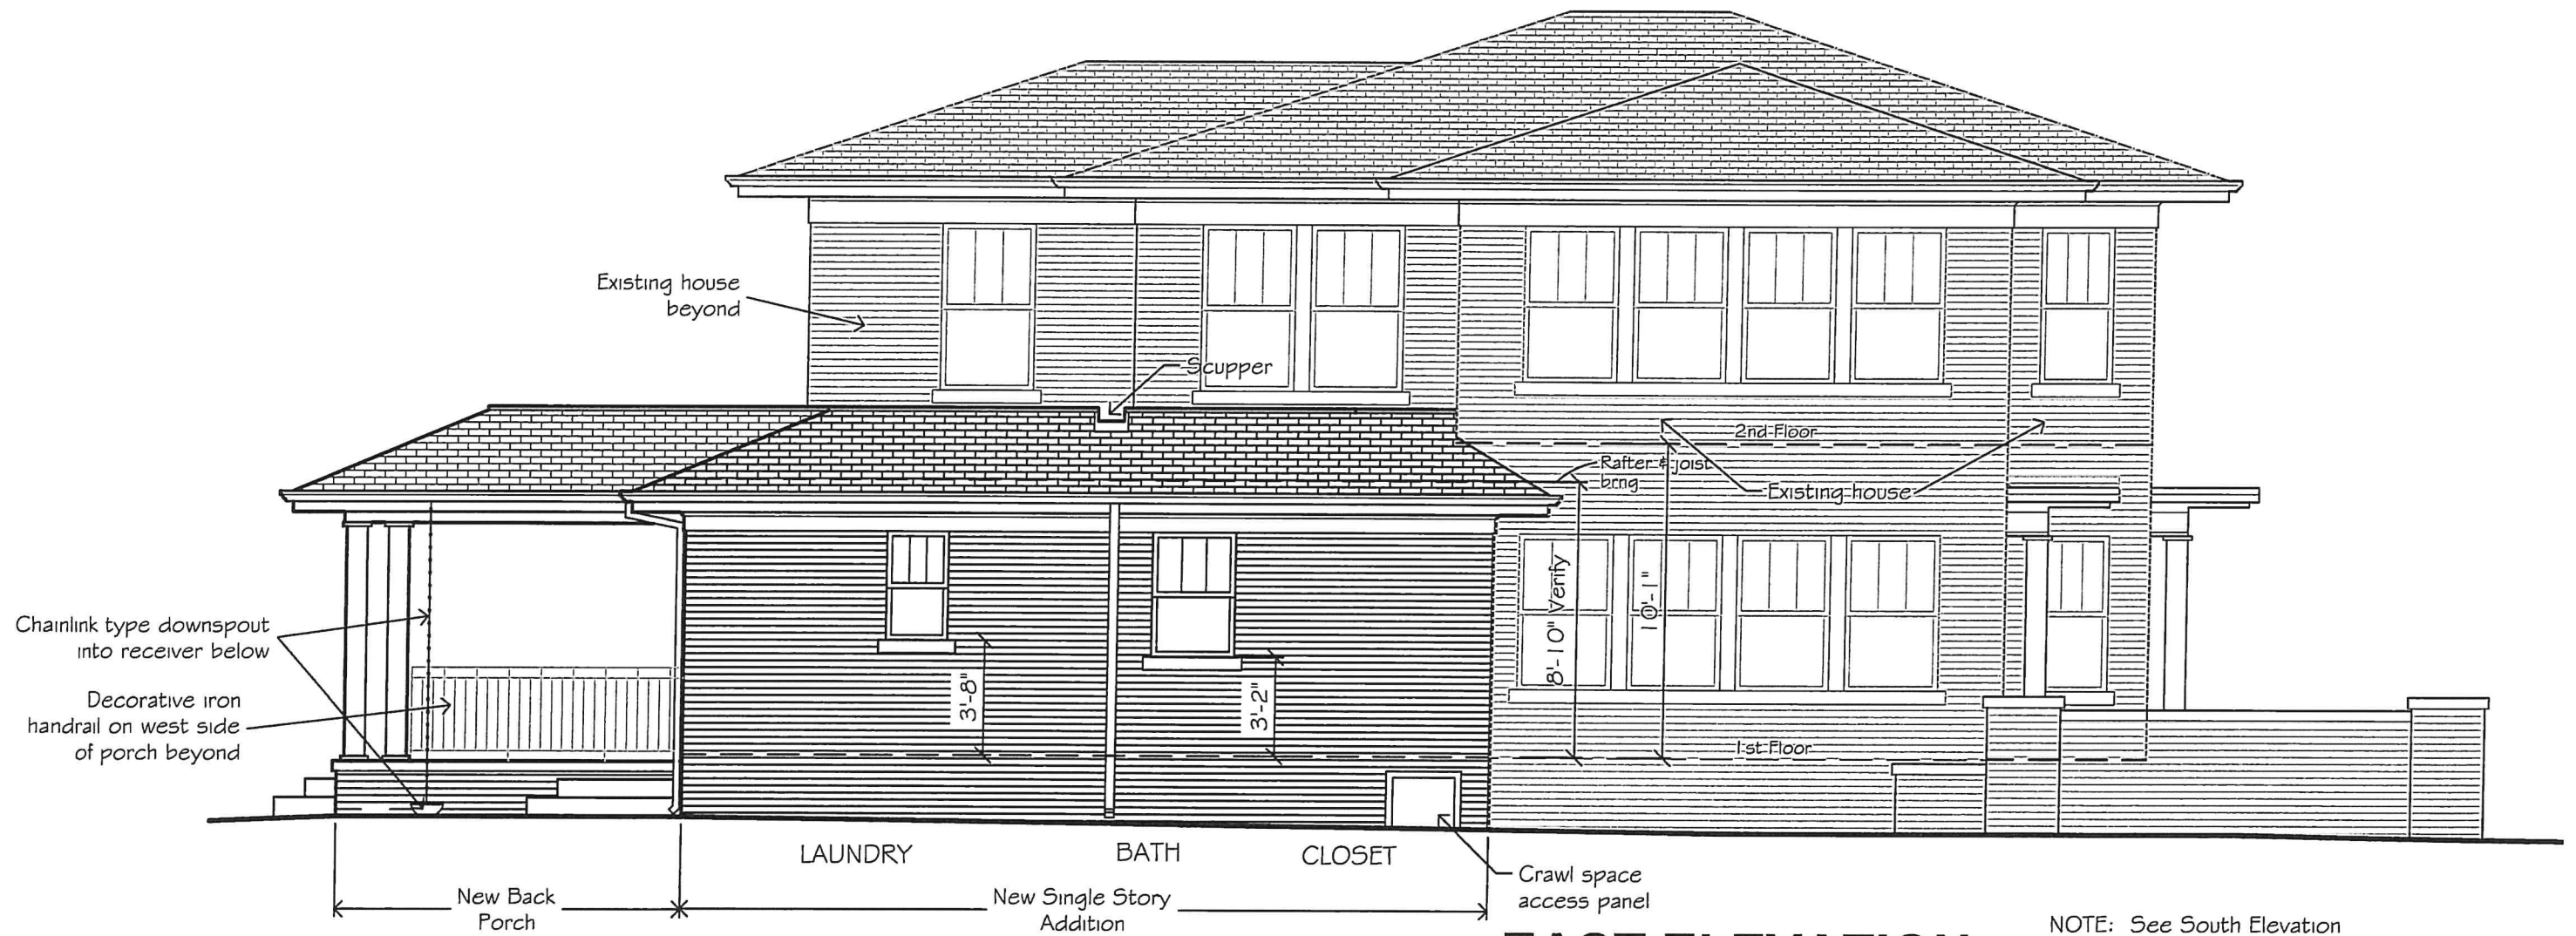 Existing house
beyond
Scupper
2nd Floor
Rafter & joist
brng
Existing house
8'-10" Verify
10'-1"
Chainlink type downspout
into receiver below
Decorative iron
handrail on west side
of porch beyond
3'-8"
3'-2"
1st Floor
LAUNDRY
BATH
CLOSET
Crawl space
access panel
New Back
Porch
New Single Story
Addition
EAST ELEVATION
NOTE: See South Elevation